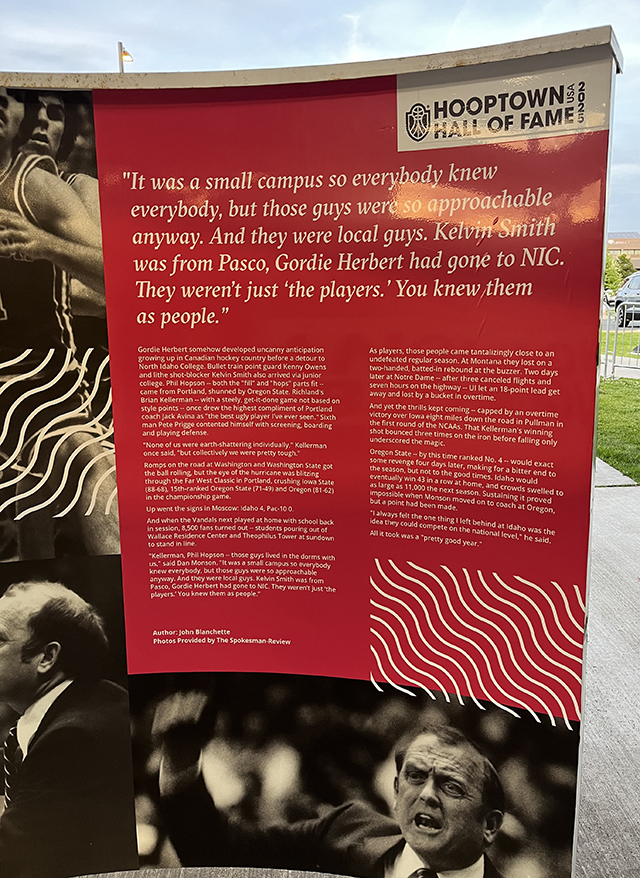 HOOPTOWN USA
HALL OF FAME 2025
"It was a small campus so everybody knew
everybody, but those guys were so approachable
anyway. And they were local guys. Kelvin Smith
was from Pasco, Gordie Herbert had gone to NIC.
They weren't just 'the players.' You knew them
as people."
Gordie Herbert somehow developed uncanny anticipation
growing up in Canadian hockey country before a detour to
North Idaho College. Bullet train point guard Kenny Owens
and lithe shot-blocker Kelvin Smith also arrived via junior
college. Phil Hopson -- both the "fill" and "hops" parts fit --
came from Portland, shunned by Oregon State. Richland's
Brian Kellerman -- with a steely, get-it-done game not based on
style points -- once drew the highest compliment of Portland
coach Jack Avina as "the best ugly player I've ever seen." Sixth
man Pete Prigge contented himself with screening, boarding
and playing defense.
"None of us were earth-shattering individually," Kellerman
once said, "but collectively we were pretty tough."
Romps on the road at Washington and Washington State got
the ball rolling, but the eye of the hurricane was blitzing
through the Far West Classic in Portland, crushing Iowa State
(88-68), 15th-ranked Oregon State (71-49) and Oregon (81-62)
in the championship game.
Up went the signs in Moscow: Idaho 4, Pac-10 0.
And when the Vandals next played at home with school back
in session, 8,500 fans turned out -- students pouring out of
Wallace Residence Center and Theophilus Tower at sundown
to stand in line.
"Kellerman, Phil Hopson -- those guys lived in the dorms with
us," said Dan Monson. "It was a small campus so everybody
knew everybody, but those guys were so approachable
anyway. And they were local guys. Kelvin Smith was from
Pasco, Gordie Herbert had gone to NIC. They weren't just 'the
players.' You knew them as people."
Author: John Blanchette
Photos Provided by The Spokesman-Review
As players, those people came tantalizingly close to an
undefeated regular season. At Montana they lost on a
two-handed, batted-in rebound at the buzzer. Two days
later at Notre Dame -- after three canceled flights and
seven hours on the highway -- UI let an 18-point lead get
away and lost by a bucket in overtime.
And yet the thrills kept coming -- capped by an overtime
victory over Iowa eight miles down the road in Pullman in
the first round of the NCAAs. That Kellerman's winning
shot bounced three times on the iron before falling only
underscored the magic.
Oregon State -- by this time ranked No. 4 -- would exact
some revenge four days later, making for a bitter end to
the season, but not to the good times. Idaho would
eventually win 43 in a row at home, and crowds swelled to
as large as 11,000 the next season. Sustaining it proved
impossible when Monson moved on to coach at Oregon,
but a point had been made.
"I always felt the one thing I left behind at Idaho was the
idea they could compete on the national level," he said.
All it took was a "pretty good year."